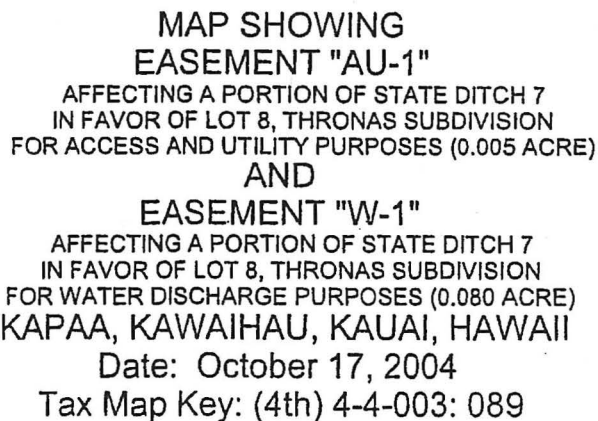 MAP SHOWING
EASEMENT "AU-1"
AFFECTING A PORTION OF STATE DITCH 7
IN FAVOR OF LOT 8, THRONAS SUBDIVISION
FOR ACCESS AND UTILITY PURPOSES (0.005 ACRE)
AND
EASEMENT "W-1"
AFFECTING A PORTION OF STATE DITCH 7
IN FAVOR OF LOT 8, THRONAS SUBDIVISION
FOR WATER DISCHARGE PURPOSES (0.080 ACRE)
KAPAA, KAWAIHAU, KAUAI, HAWAII
Date: October 17, 2004
Tax Map Key: (4th) 4-4-003: 089